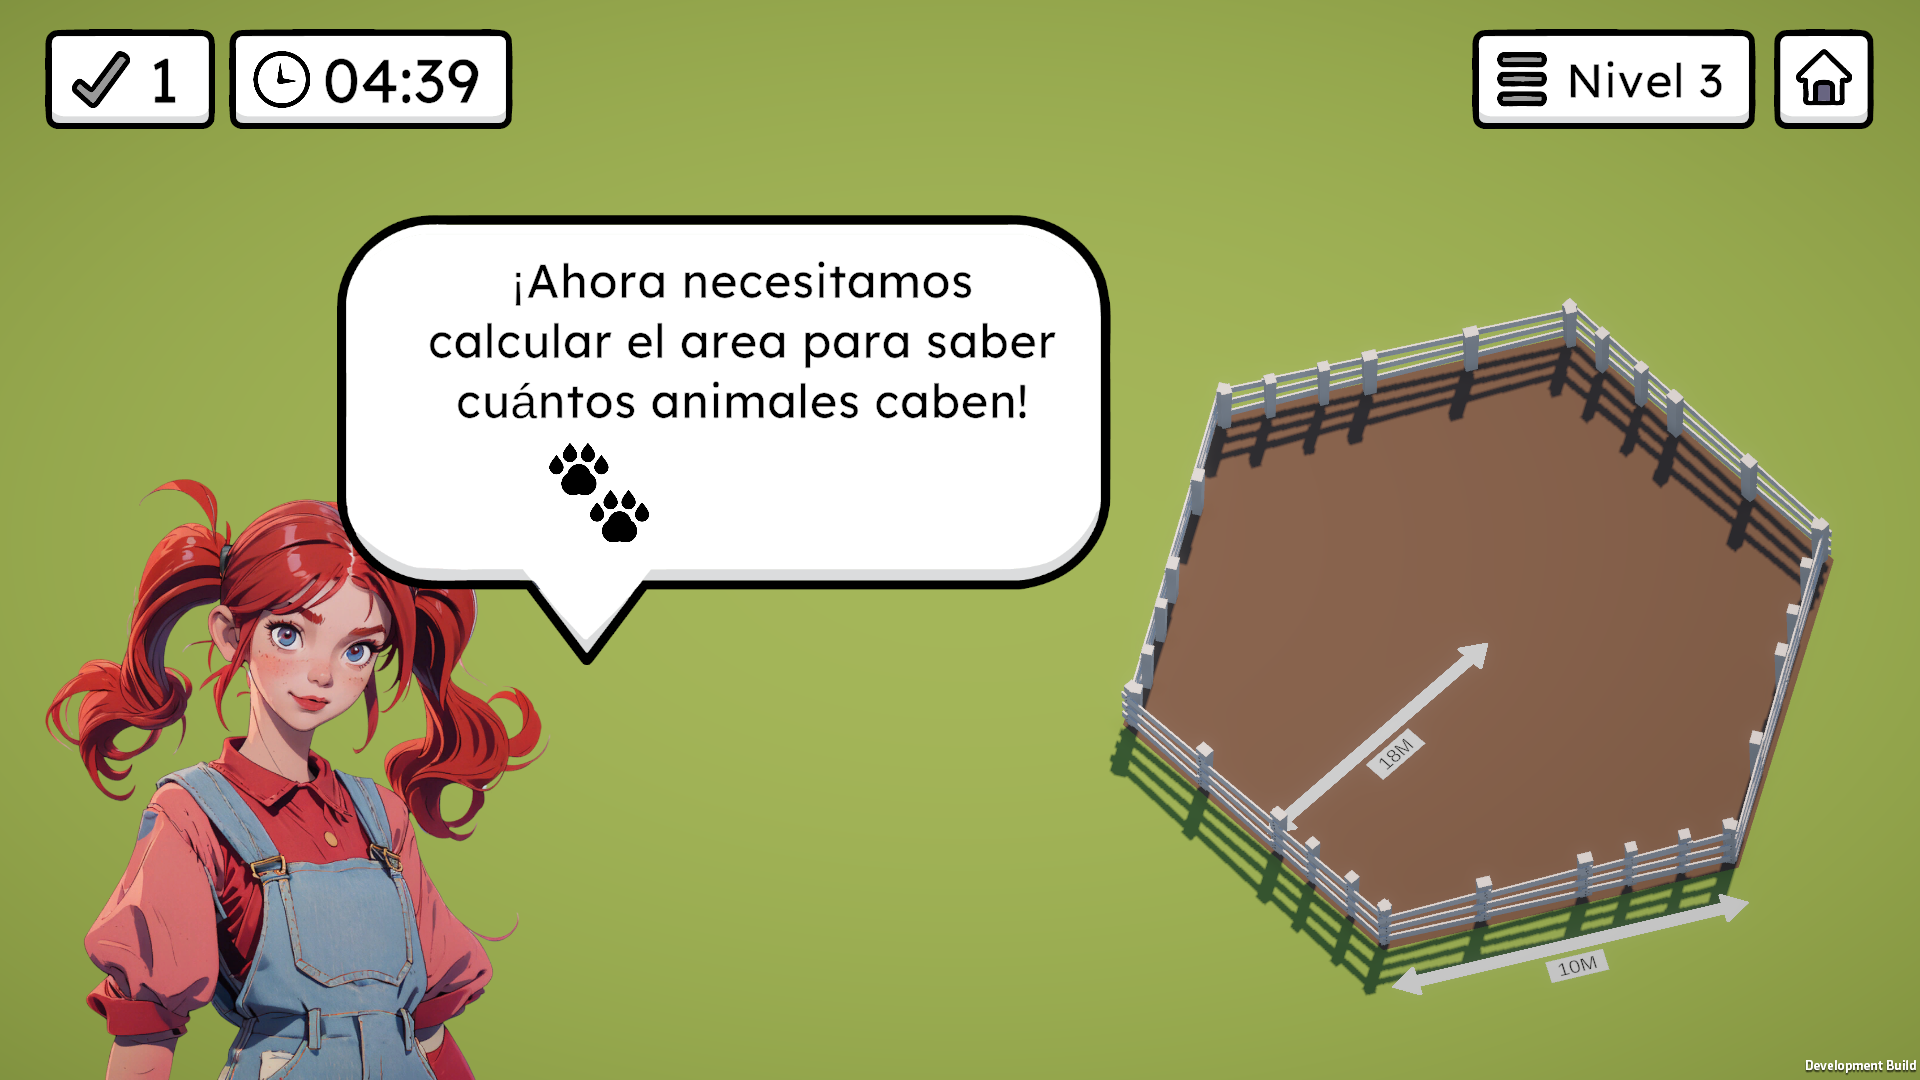 1
04:39
Nivel 3
¡Ahora necesitamos
calcular el area para saber
cuántos animales caben!
18M
10M
Development Build